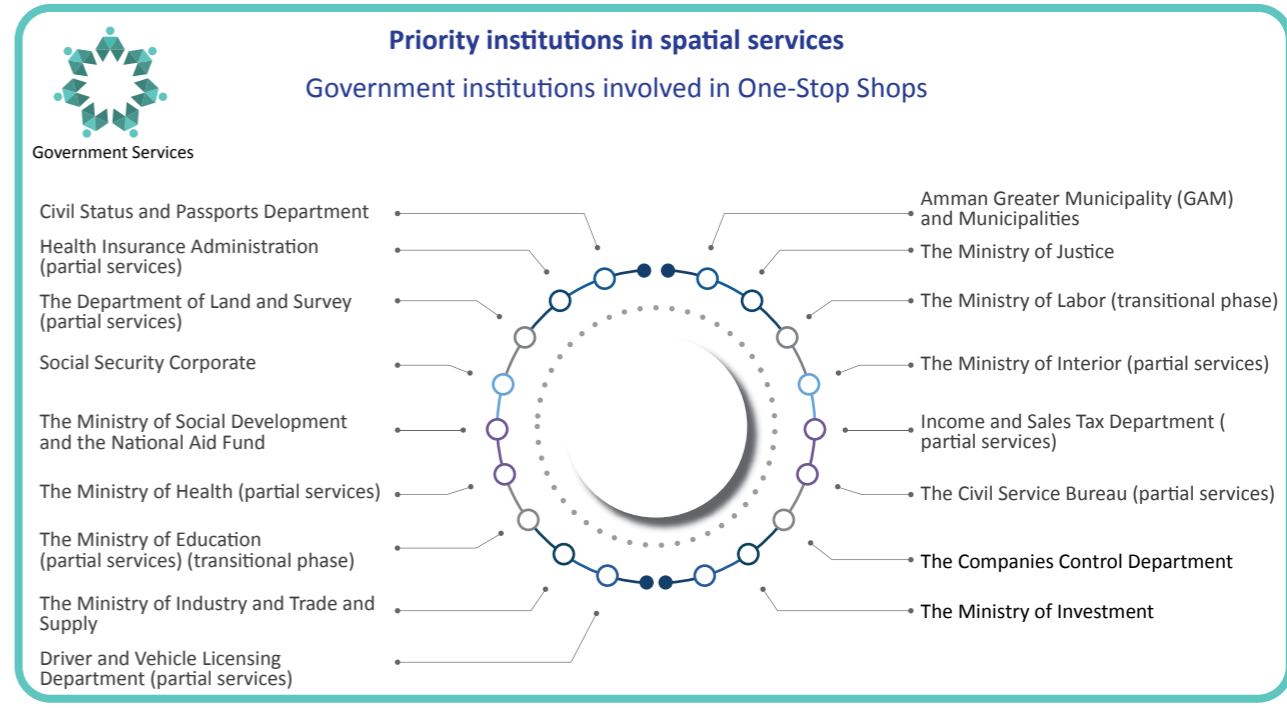 Priority institutions in spatial services
Government institutions involved in One-Stop Shops
Government Services
Civil Status and Passports Department
Health Insurance Administration
(partial services)
The Department of Land and Survey
(partial services)
Social Security Corporate
The Ministry of Social Development
and the National Aid Fund
The Ministry of Health (partial services)
The Ministry of Education
(partial services) (transitional phase)
The Ministry of Industry and Trade and
Supply
Driver and Vehicle Licensing
Department (partial services)
Amman Greater Municipality (GAM)
and Municipalities
The Ministry of Justice
The Ministry of Labor (transitional phase)
The Ministry of Interior (partial services)
Income and Sales Tax Department (
partial services)
The Civil Service Bureau (partial services)
The Companies Control Department
The Ministry of Investment